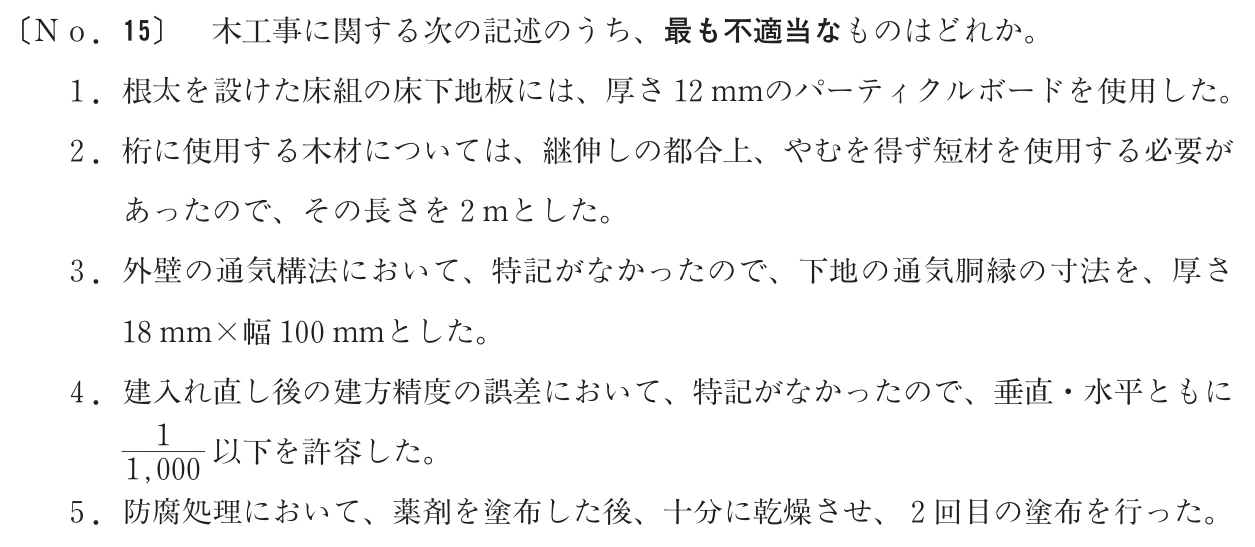 〔Ｎｏ．15〕　木工事に関する次の記述のうち、最も不適当なものはどれか。
１．根太を設けた床組の床下地板には、厚さ 12 mmのパーティクルボードを使用した。
２．桁に使用する木材については、継伸しの都合上、やむを得ず短材を使用する必要が
あったので、その長さを 2 mとした。
３．外壁の通気構法において、特記がなかったので、下地の通気胴縁の寸法を、厚さ
18 mm×幅 100 mmとした。
４．建入れ直し後の建方精度の誤差において、特記がなかったので、垂直・水平ともに
1/1,000 以下を許容した。
５．防腐処理において、薬剤を塗布した後、十分に乾燥させ、２回目の塗布を行った。